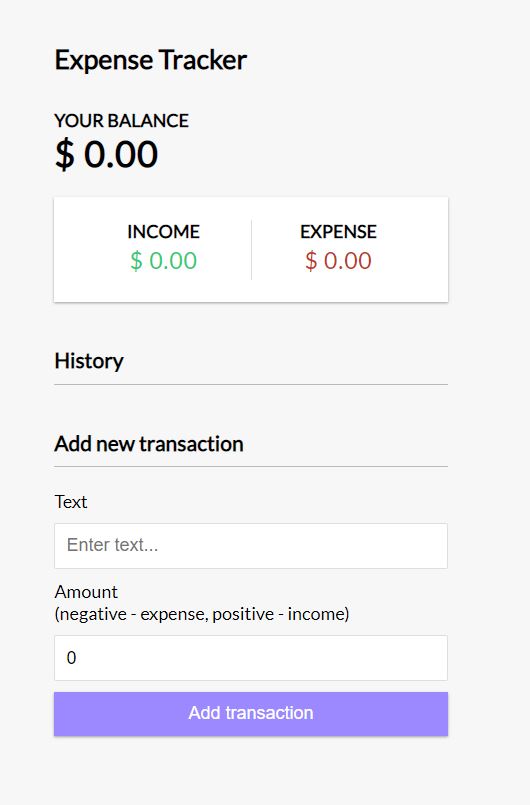 Expense Tracker
YOUR BALANCE
$ 0.00
INCOME
$ 0.00
EXPENSE
$ 0.00
History
Add new transaction
Text
Enter text...
Amount
(negative - expense, positive - income)
0
Add transaction